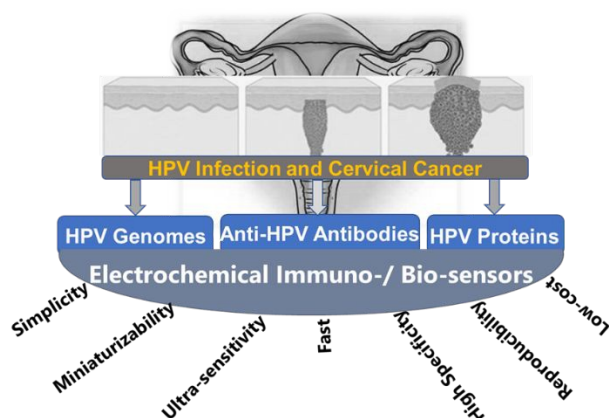 HPV Infection and Cervical Cancer
HPV Genomes
Anti-HPV Antibodies
HPV Proteins
Electrochemical Immuno-/ Bio-sensors
Simplicity
Miniaturizability
Ultra-sensitivity
Fast
High Specificity
Reproducibility
Low-cost